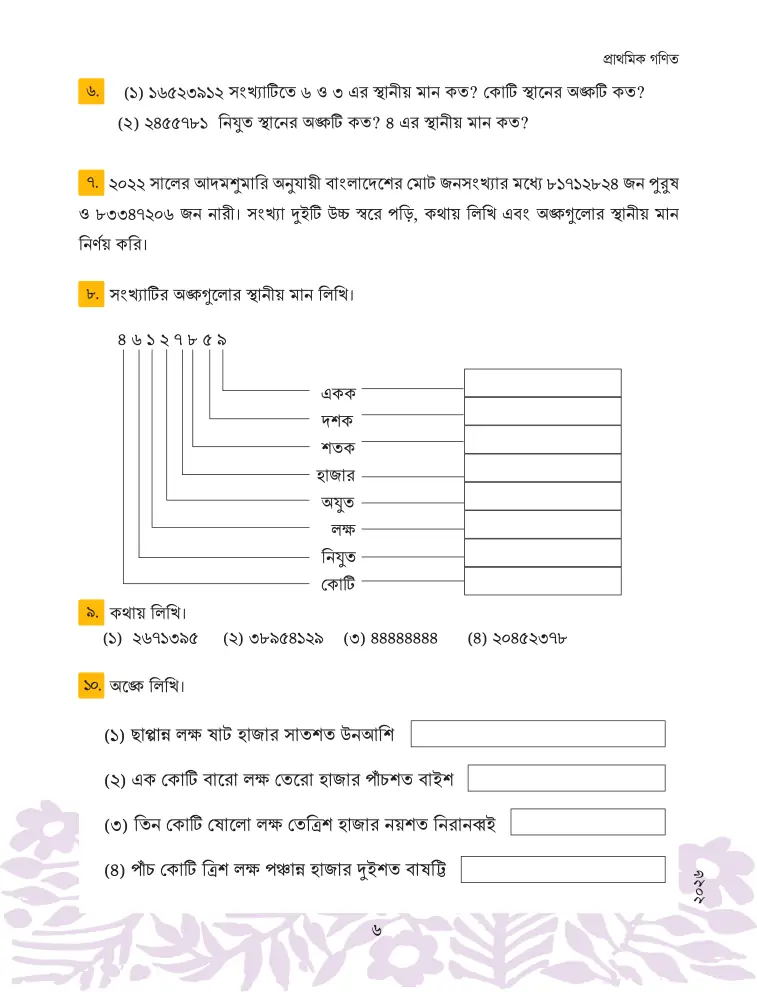 প্রাথমিক গণিত
৬. (১) ১৬৫২৩৯১২ সংখ্যাটিতে ৬ ও ৩ এর স্থানীয় মান কত? কোটি স্থানের অঙ্কটি কত?
(২) ২৪৫৫৭৮১ নিযুত স্থানের অঙ্কটি কত? ৪ এর স্থানীয় মান কত?
৭. ২০২২ সালের আদমশুমারি অনুযায়ী বাংলাদেশের মোট জনসংখ্যার মধ্যে ৮১৭১২৮২৪ জন পুরুষ
ও ৮৩৩৪৭২০৬ জন নারী। সংখ্যা দুইটি উচ্চ স্বরে পড়ি, কথায় লিখি এবং অঙ্কগুলোর স্থানীয় মান
নির্ণয় করি।
৮. সংখ্যাটির অঙ্কগুলোর স্থানীয় মান লিখি।
৪ ৬ ১ ২ ৭ ৮ ৫ ৯
একক
দশক
শতক
হাজার
অযুত
লক্ষ
নিযুত
কোটি
৯. কথায় লিখি।
(১) ২৬৭১৩৯৫ (২) ৩৮৯৫৪১২৯ (৩) ৪৪৪৪৪৪৪৪ (৪) ২০৪৫২৩৭৮
১০. অঙ্কে লিখি।
(১) ছাপ্পান্ন লক্ষ ষাট হাজার সাতশত উনআশি
(২) এক কোটি বারো লক্ষ তেরো হাজার পাঁচশত বাইশ
(৩) তিন কোটি ষোলো লক্ষ তেত্রিশ হাজার নয়শত নিরানব্বই
(৪) পাঁচ কোটি ত্রিশ লক্ষ পঞ্চান্ন হাজার দুইশত বাষট্টি
২০২৬
৬